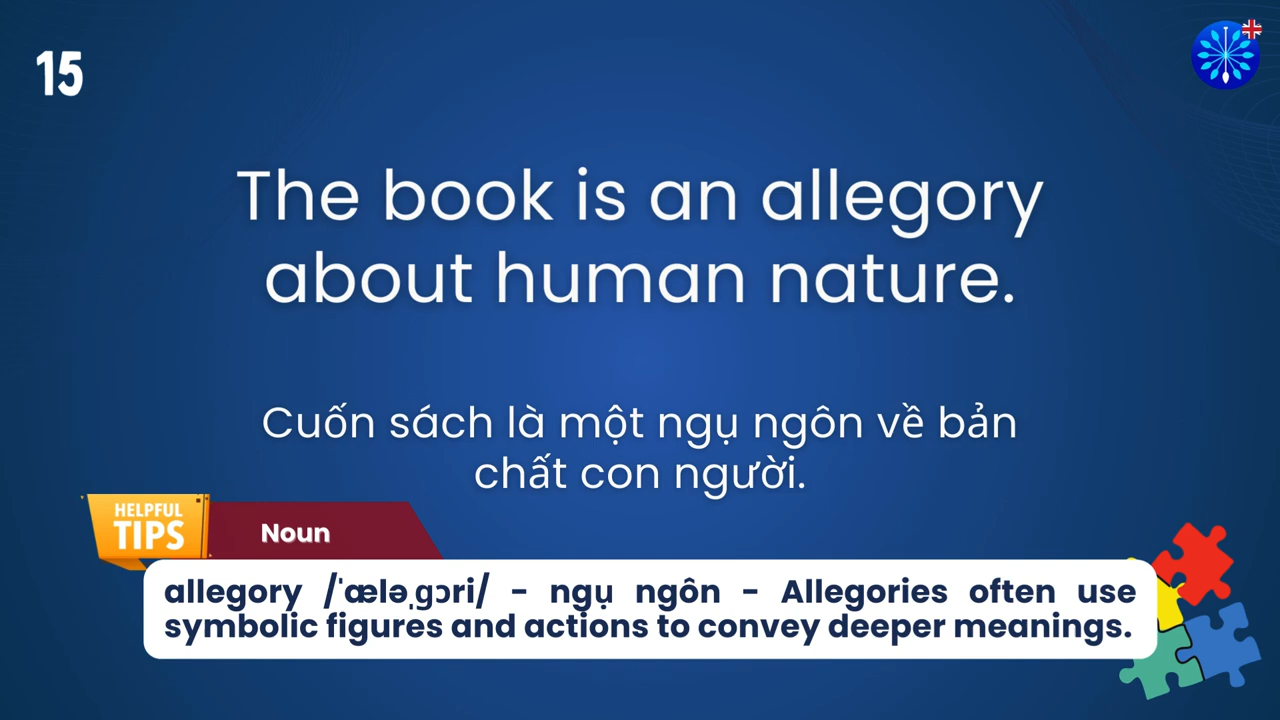 15
The book is an allegory
about human nature.
Cuốn sách là một ngụ ngôn về bản
chất con người.
HELPFUL
TIPS
Noun
allegory /ˈæləˌɡɔri/ - ngụ ngôn - Allegories often use
symbolic figures and actions to convey deeper meanings.